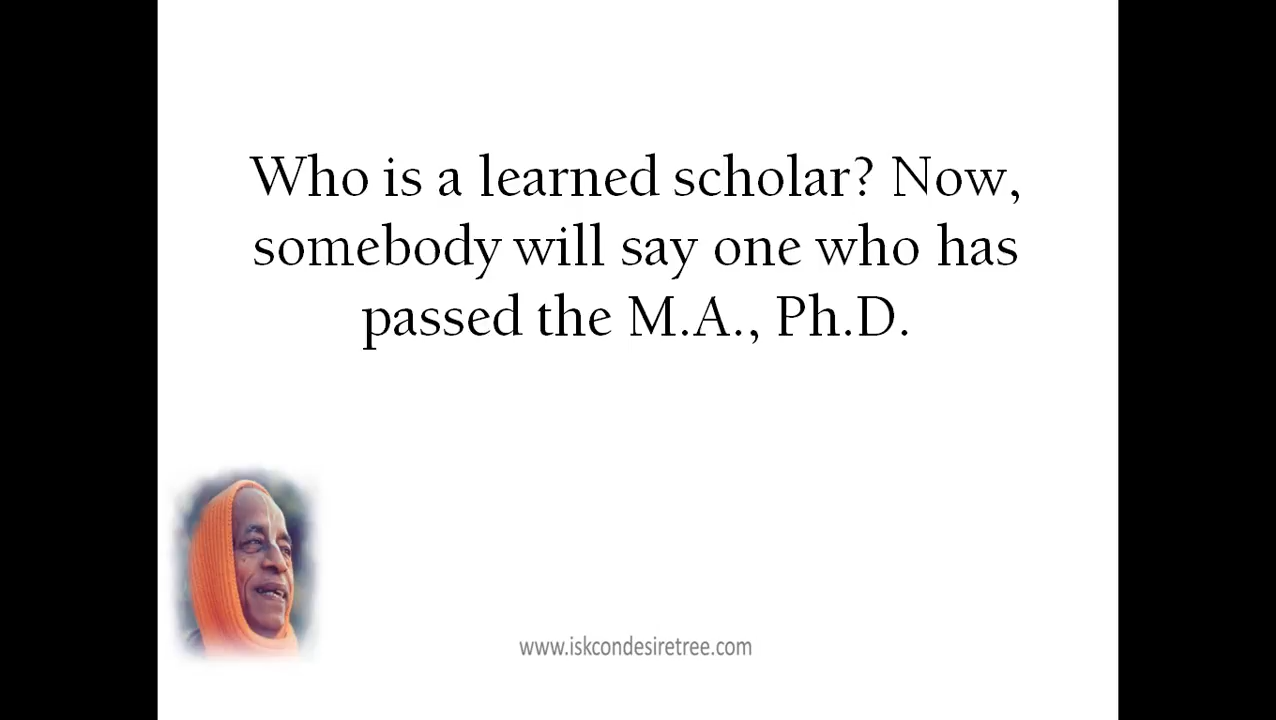 Who is a learned scholar? Now,
somebody will say one who has
passed the M.A., Ph.D.
www.iskcondesiretree.com